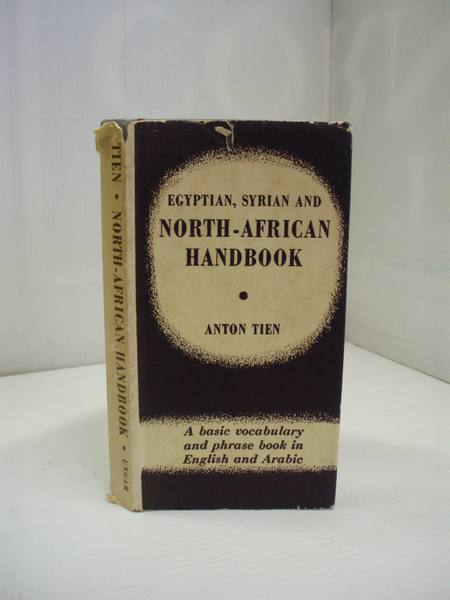 EGYPTIAN, SYRIAN AND
NORTH-AFRICAN
HANDBOOK
•
ANTON TIEN
A basic vocabulary
and phrase book in
English and Arabic
TIEN • NORTH-AFRICAN HANDBOOK • UNGAR